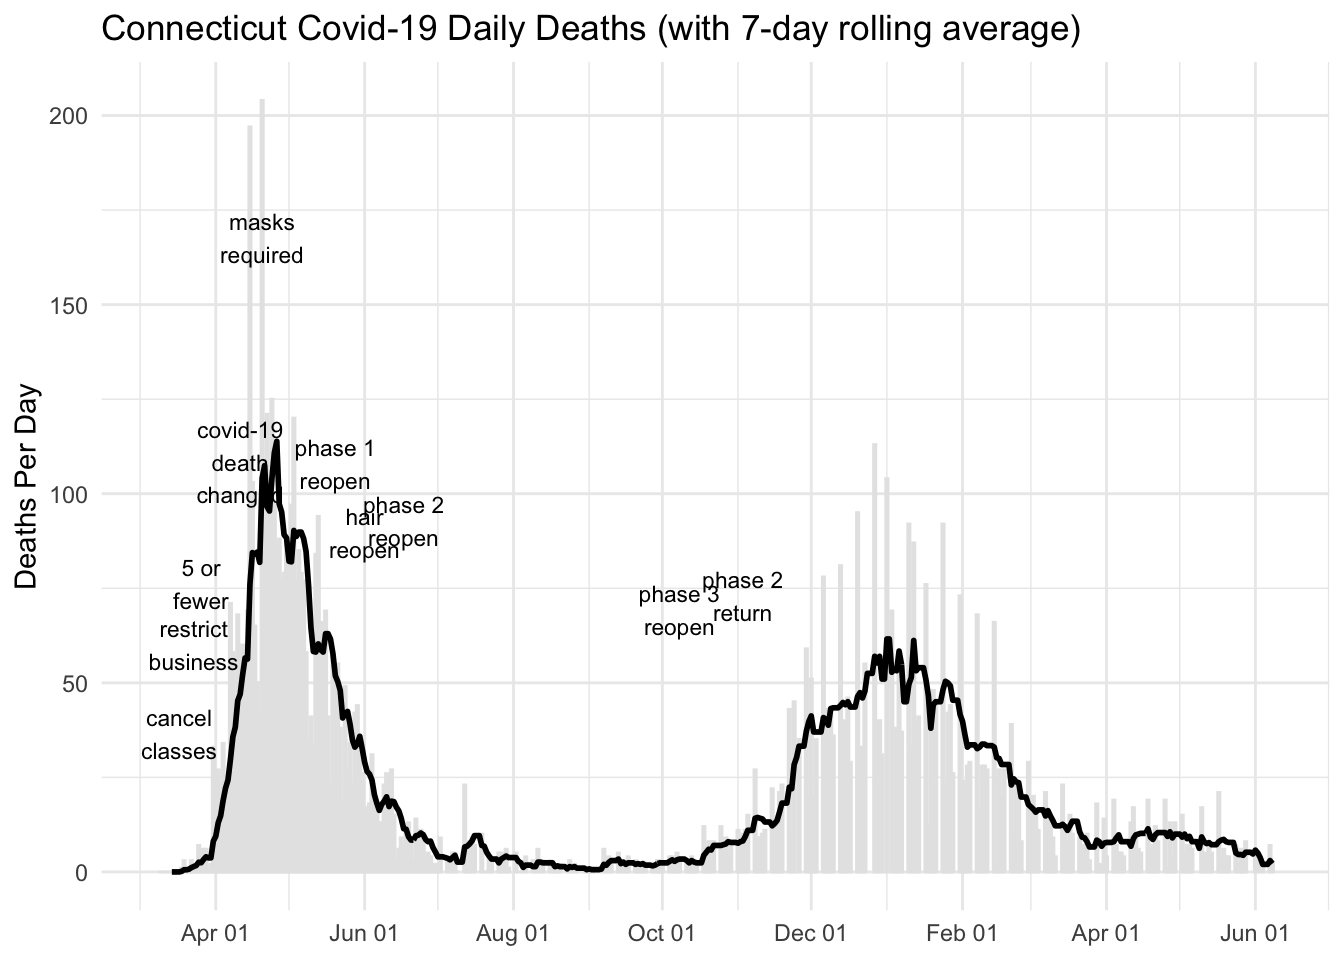 Connecticut Covid-19 Daily Deaths (with 7-day rolling average)
Deaths Per Day
200
150
100
50
0
masks
required
covid-19
death
change
phase 1
reopen
hair
reopen
phase 2
reopen
5 or
fewer
restrict
business
cancel
classes
phase 3
reopen
phase 2
return
Apr 01
Jun 01
Aug 01
Oct 01
Dec 01
Feb 01
Apr 01
Jun 01